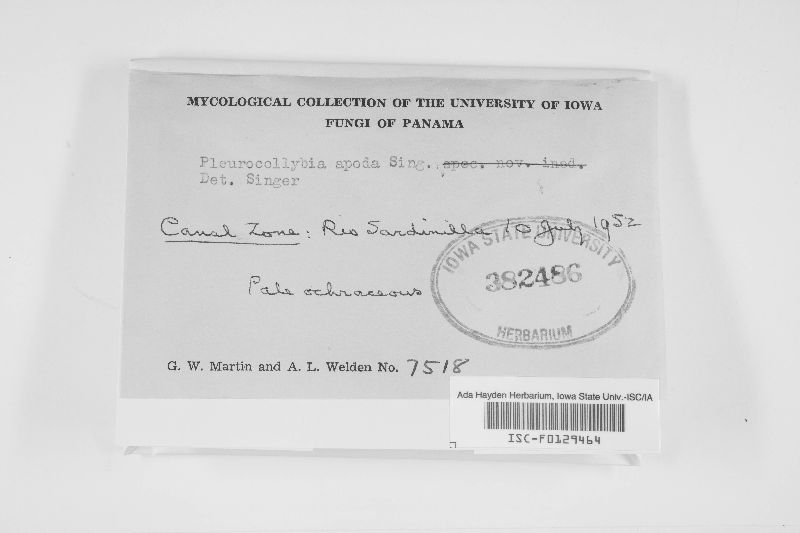 MYCOLOGICAL COLLECTION OF THE UNIVERSITY OF IOWA
FUNGI OF PANAMA
Pleurocollybia apoda Sing., spec. nov. ined.
Det. Singer
Canal Zone: Rio Sardinilla 10 July 1952
IOWA STATE UNIVERSITY
382486
HERBARIUM
Pale ochraceous
G. W. Martin and A. L. Welden No. 7518
Ada Hayden Herbarium, Iowa State Univ.-ISC/IA
ISC-F0129464